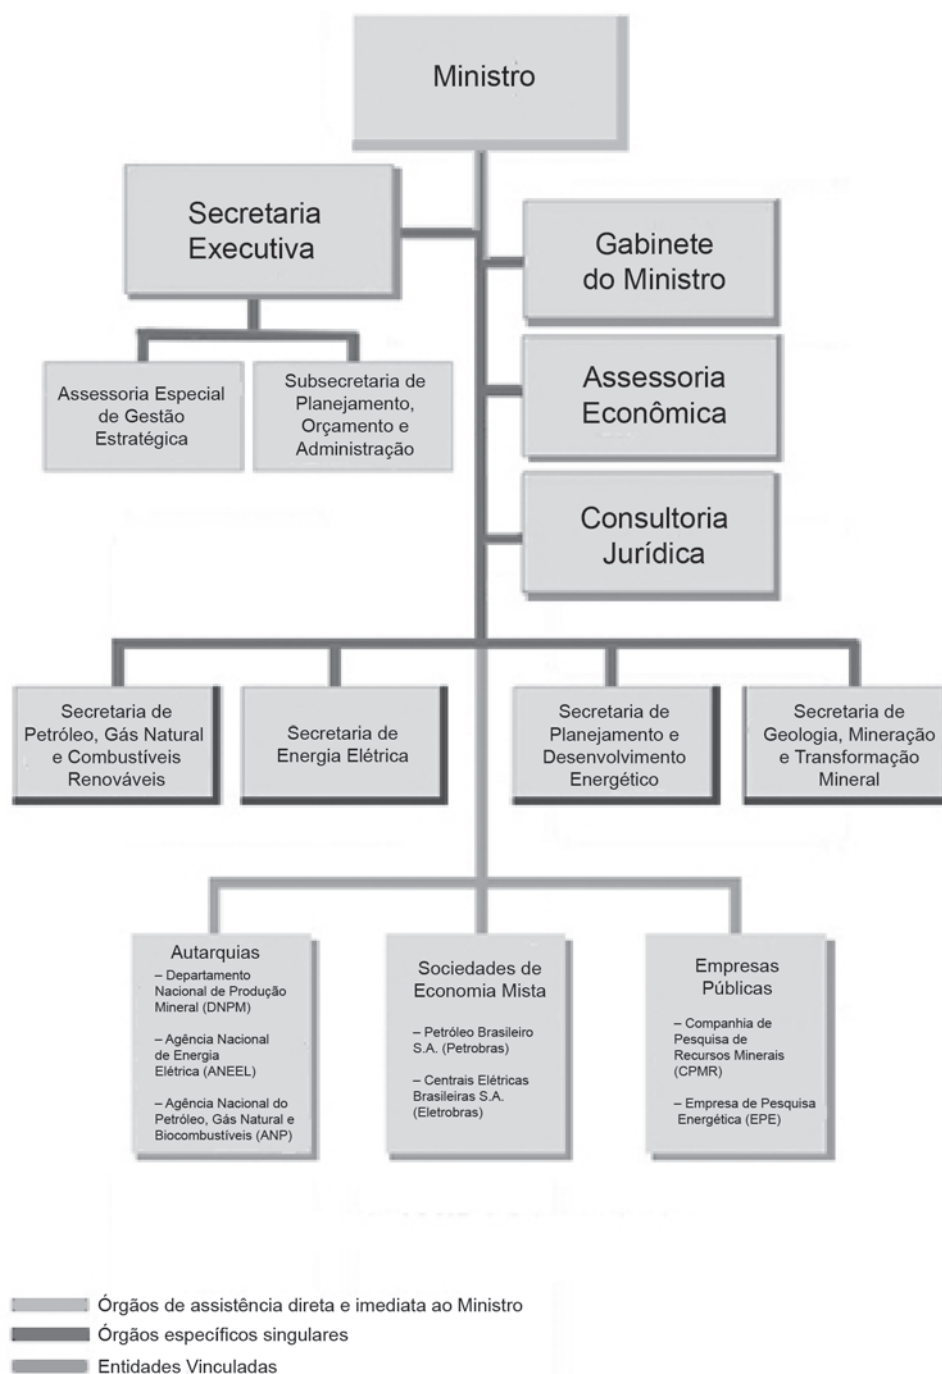 Ministro
Secretaria
Executiva
Gabinete
do Ministro
Assessoria Especial
de Gestão
Estratégica
Subsecretaria de
Planejamento,
Orçamento e
Administração
Assessoria
Econômica
Consultoria
Jurídica
Secretaria de
Petróleo, Gás Natural
e Combustíveis
Renováveis
Secretaria de
Energia Elétrica
Secretaria de
Planejamento e
Desenvolvimento
Energético
Secretaria de
Geologia, Mineração
e Transformação
Mineral
Autarquias
– Departamento
Nacional de Produção
Mineral (DNPM)
– Agência Nacional
de Energia
Elétrica (ANEEL)
– Agência Nacional do
Petróleo, Gás Natural e
Biocombustíveis (ANP)
Sociedades de
Economia Mista
– Petróleo Brasileiro
S.A. (Petrobras)
– Centrais Elétricas
Brasileiras S.A.
(Eletrobras)
Empresas
Públicas
– Companhia de
Pesquisa de
Recursos Minerais
(CPMR)
– Empresa de Pesquisa
Energética (EPE)
Órgãos de assistência direta e imediata ao Ministro
Órgãos específicos singulares
Entidades Vinculadas